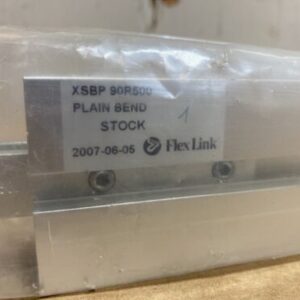 XSBP 90R500
PLAIN BEND
1
STOCK
2007-06-05 FlexLink